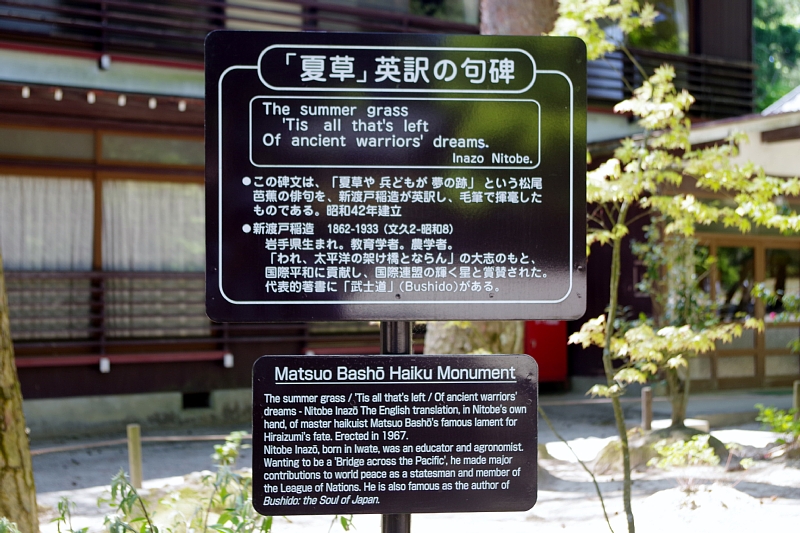 「夏草」英訳の句碑
The summer grass
'Tis all that's left
Of ancient warriors' dreams.
Inazo Nitobe.
●この碑文は、「夏草や 兵どもが 夢の跡」という松尾
芭蕉の俳句を、新渡戸稲造が英訳し、毛筆で揮毫した
ものである。昭和42年建立
●新渡戸稲造 1862-1933 (文久2-昭和8)
岩手県生まれ。教育学者。農学者。
「われ、太平洋の架け橋とならん」の大志のもと、
国際平和に貢献し、国際連盟の輝く星と賞賛された。
代表的著書に「武士道」(Bushido)がある。
Matsuo Bashō Haiku Monument
The summer grass / 'Tis all that's left / Of ancient warriors'
dreams - Nitobe Inazō The English translation, in Nitobe's own
hand, of master haikuist Matsuo Bashō's famous lament for
Hiraizumi's fate. Erected in 1967.
Nitobe Inazō, born in Iwate, was an educator and agronomist.
Wanting to be a 'Bridge across the Pacific', he made major
contributions to world peace as a statesman and member of
the League of Nations. He is also famous as the author of
Bushido: the Soul of Japan.